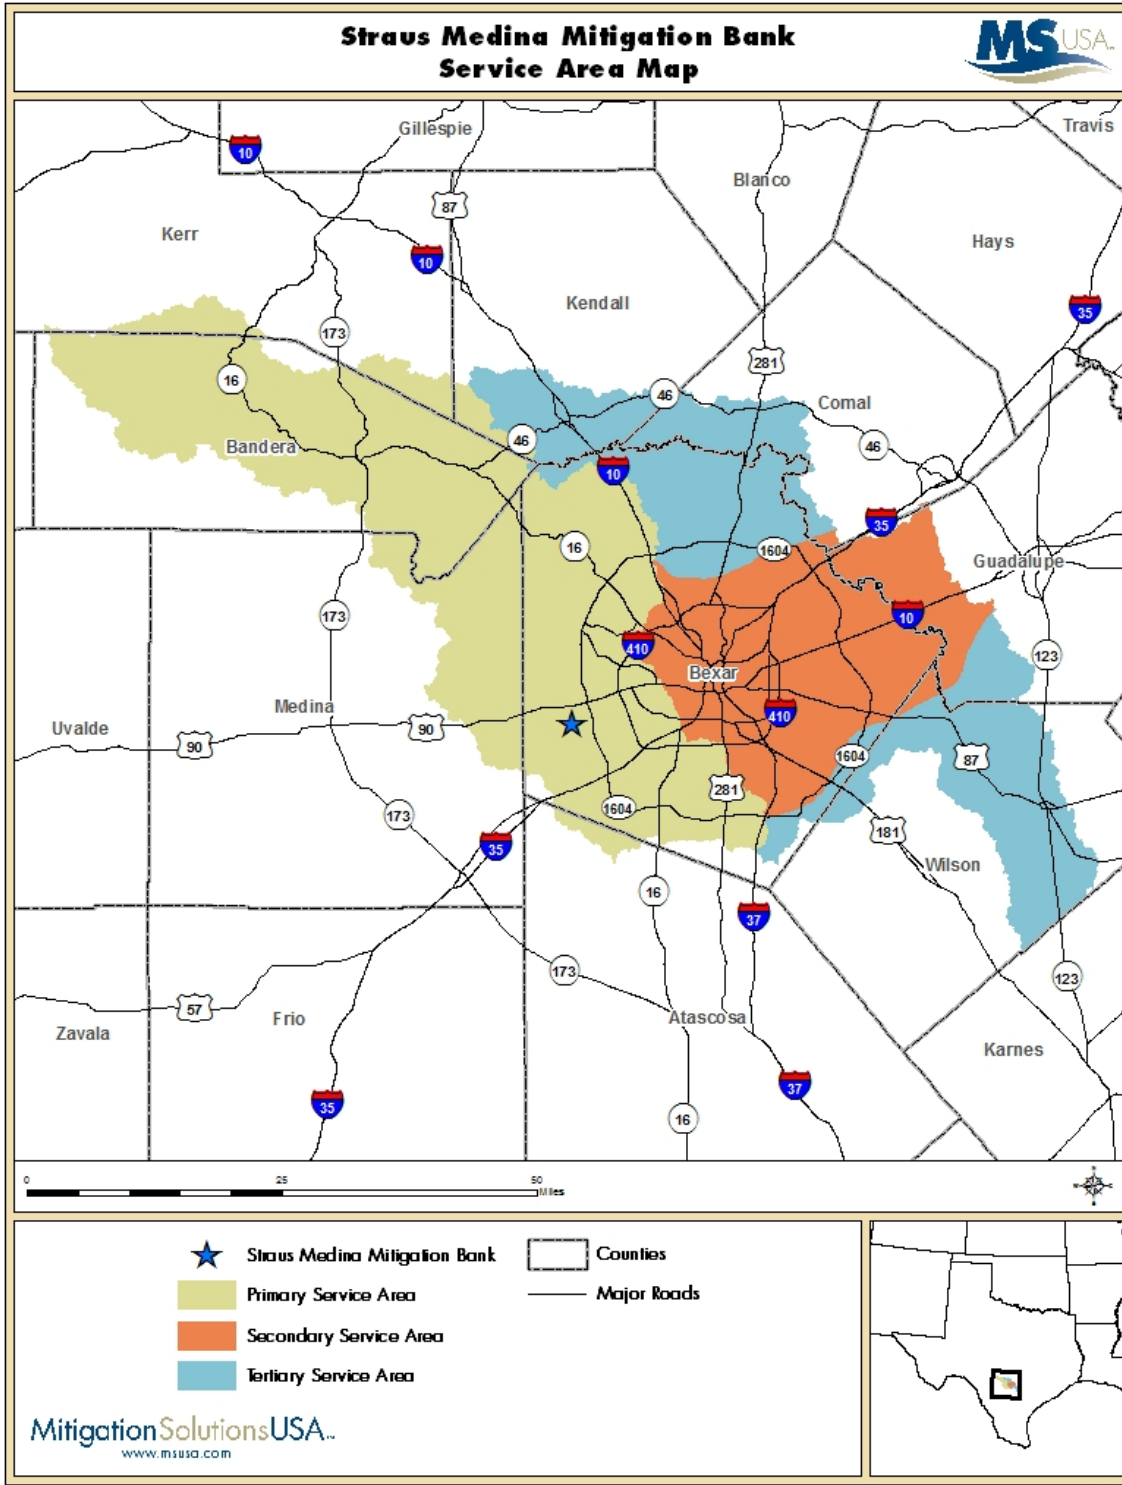 Straus Medina Mitigation Bank
Service Area Map
MS USA
Gillespie
Travis
10
Blanco
87
Kerr
Hays
10
Kendall
35
173
281
16
46
Comal
46
46
Bandera
10
35
16
1604
Guadalupe
173
10
410
123
Bexar
Medina
410
Uvalde
90
90
1604
87
281
173
1604
181
35
Wilson
16
37
173
123
57
Frio
Atascosa
Zavala
Karnes
37
35
16
0 25 50
Miles
Straus Medina Mitigation Bank
Counties
Primary Service Area
Major Roads
Secondary Service Area
Tertiary Service Area
MitigationSolutionsUSA
www.msusa.com